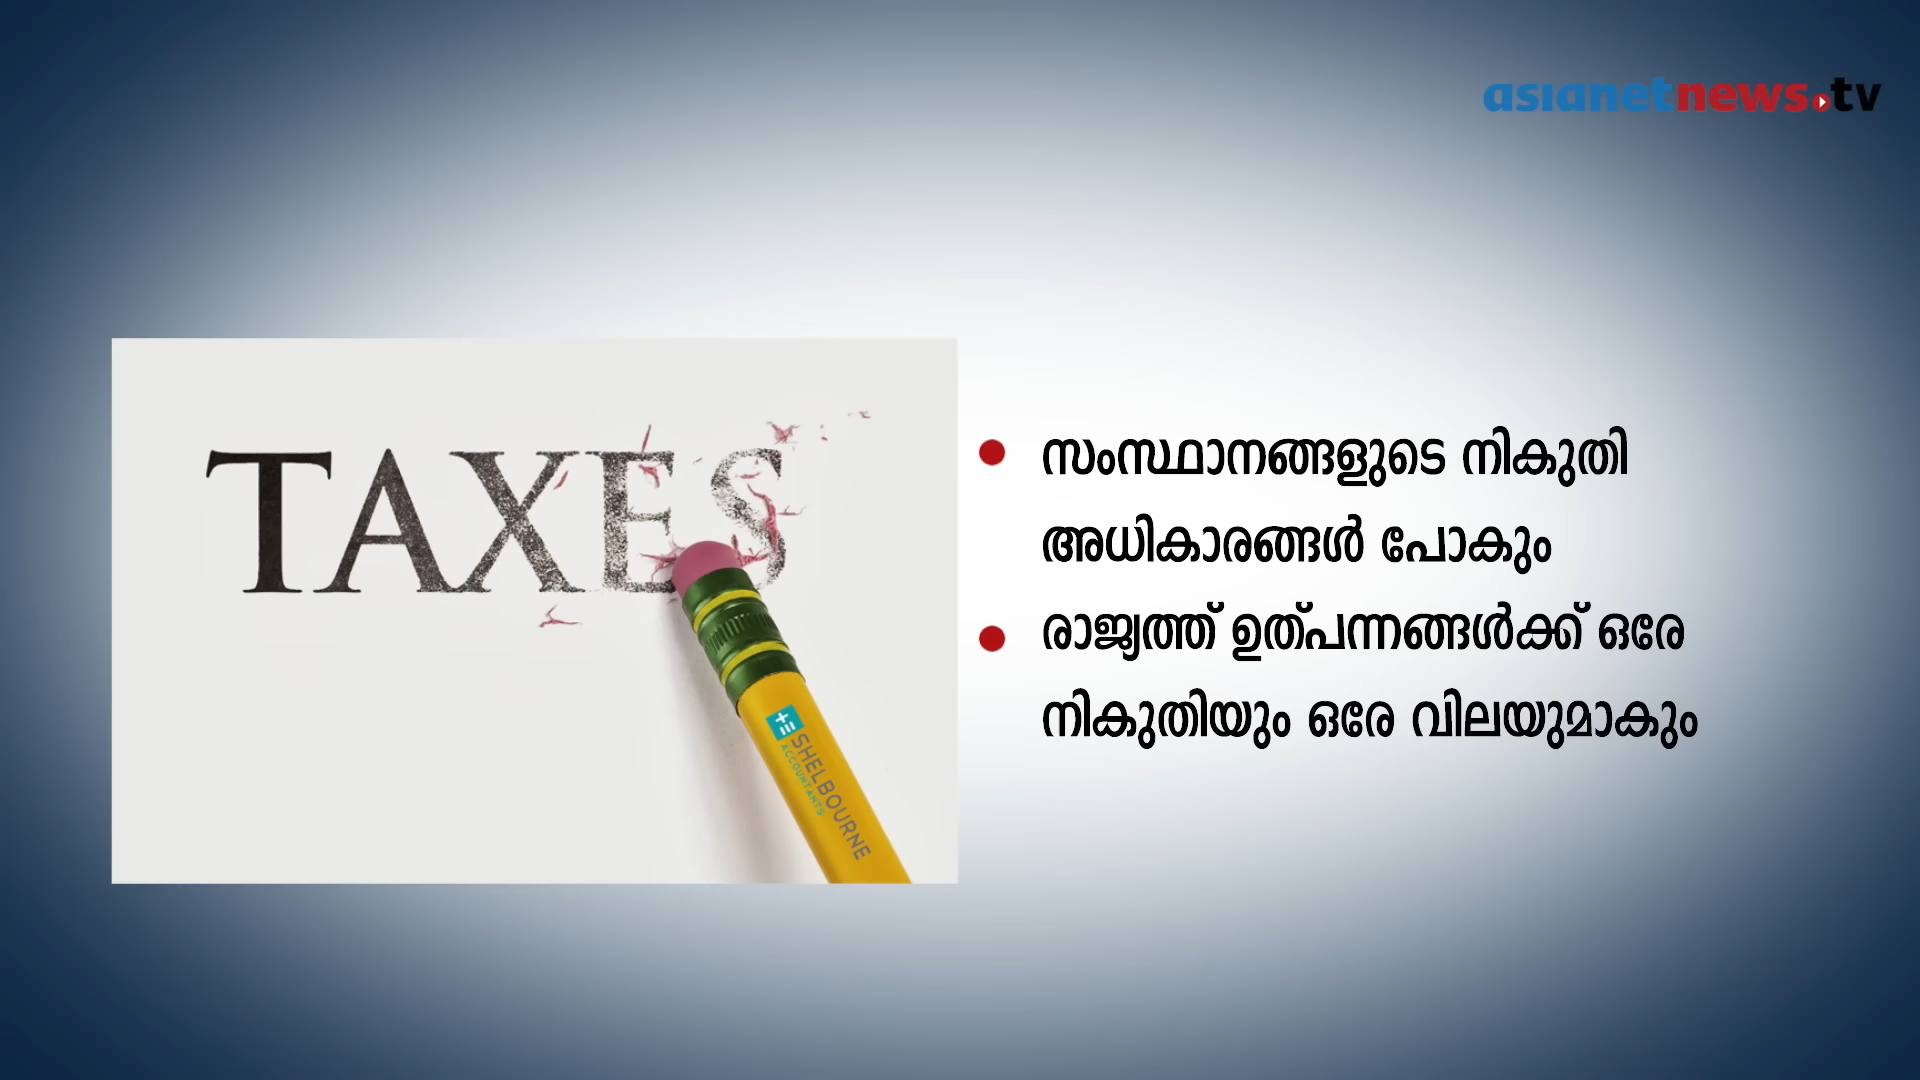 asianetnews.tv
TAXES
SHELBOURNE
ACCOUNTANTS
സംസ്ഥാനങ്ങളുടെ നികുതി
അധികാരങ്ങൾ പോകും
രാജ്യത്ത് ഉത്പന്നങ്ങൾക്ക് ഒരേ
നികുതിയും ഒരേ വിലയുമാകും